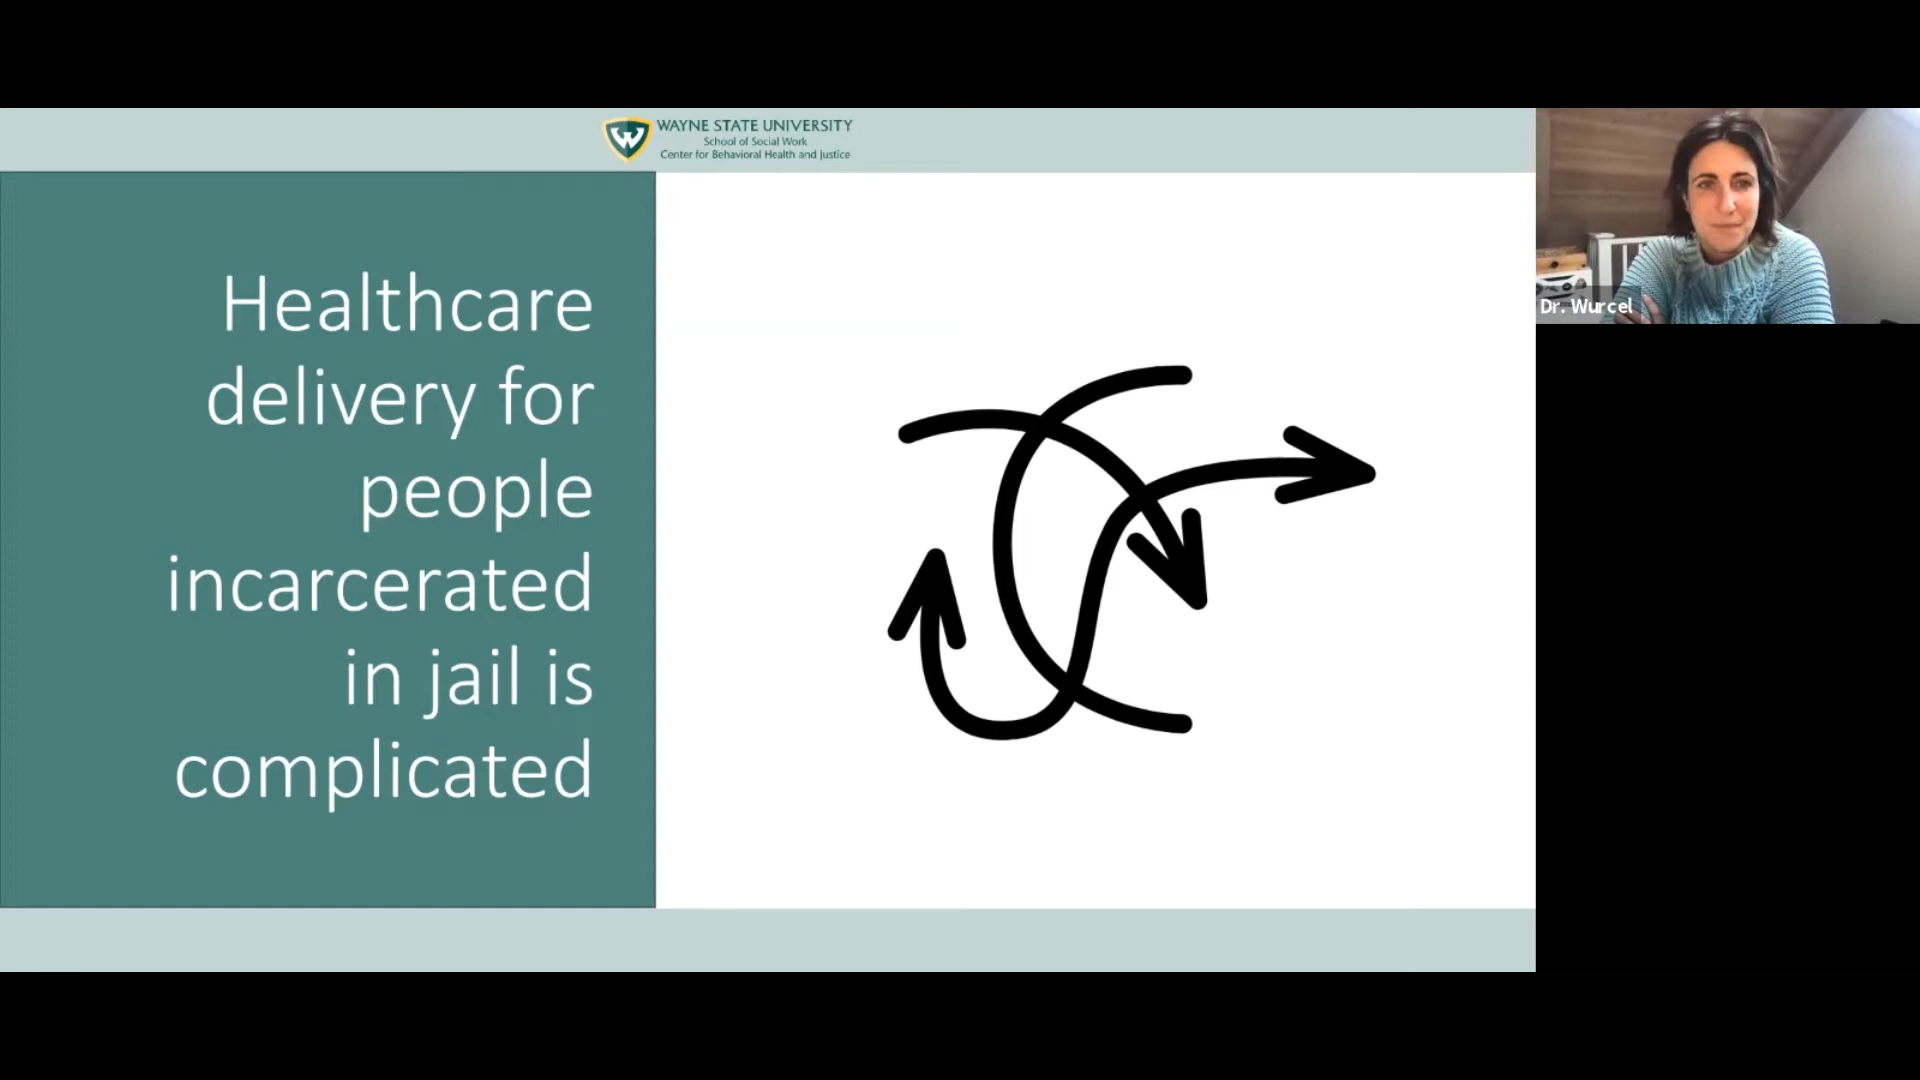 WAYNE STATE UNIVERSITY
School of Social Work
Center for Behavioral Health and Justice
Healthcare
delivery for
people
incarcerated
in jail is
complicated
Dr. Wurcel